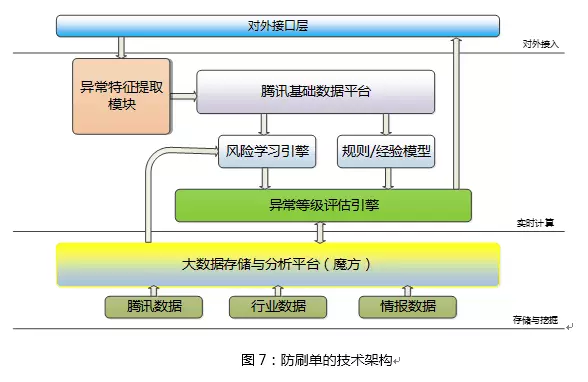 对外接口层
对外接入
异常特征提取
模块
腾讯基础数据平台
风险学习引擎
规则/经验模型
异常等级评估引擎
实时计算
大数据存储与分析平台（魔方）
腾讯数据
行业数据
情报数据
存储与挖掘
图 7：防刷单的技术架构